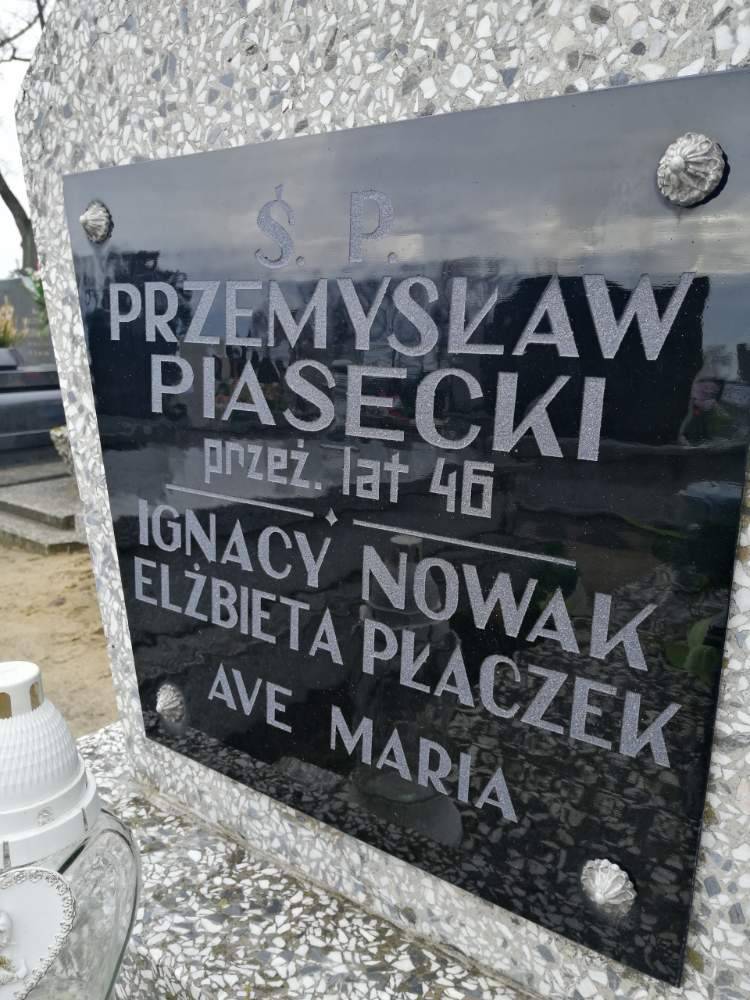 Ś. P.
PRZEMYSŁAW
PIASECKI
przeż. lat 46
IGNACY NOWAK
ELŻBIETA PŁACZEK
AVE MARIA